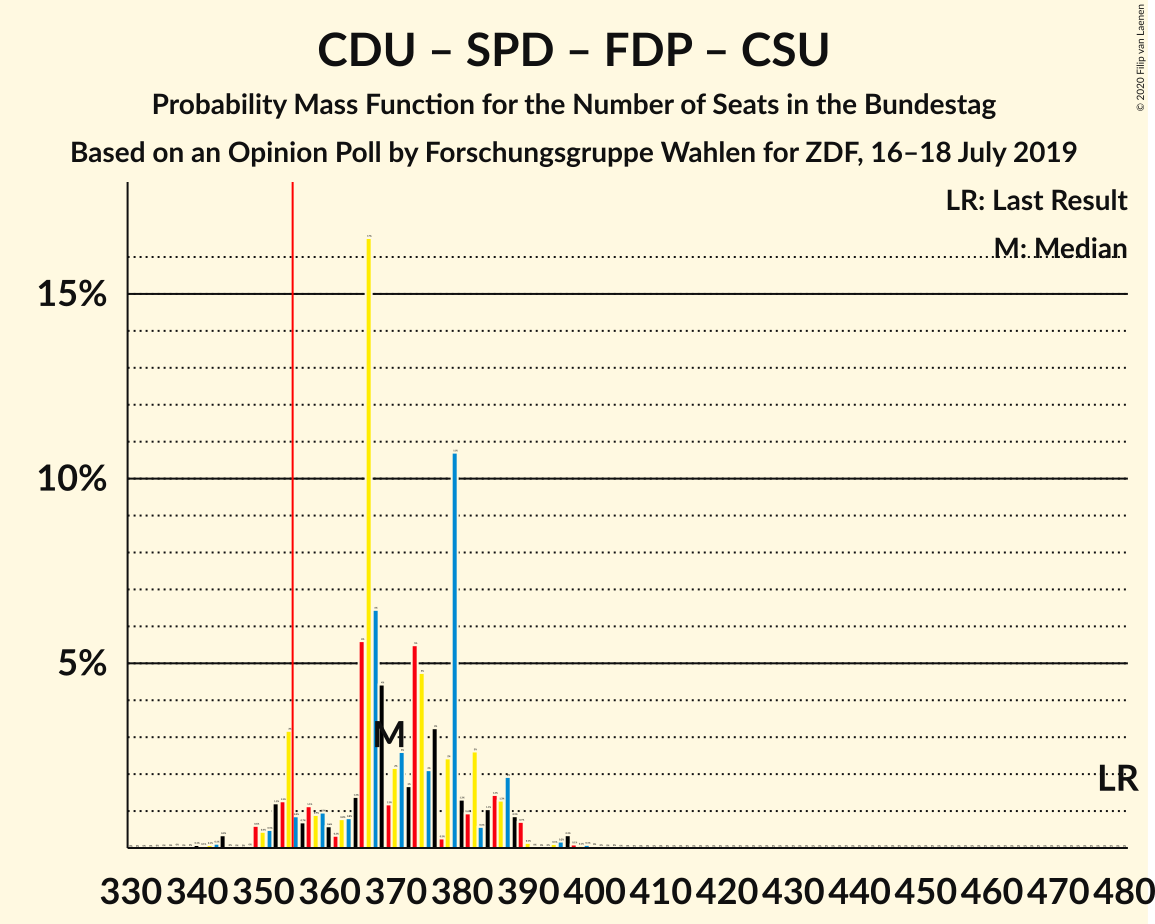 CDU – SPD – FDP – CSU
Probability Mass Function for the Number of Seats in the Bundestag
Based on an Opinion Poll by Forschungsgruppe Wahlen for ZDF, 16–18 July 2019
© 2020 Filip van Laenen
LR: Last Result
M: Median
15%
10%
5%
M
LR
330 340 350 360 370 380 390 400 410 420 430 440 450 460 470 480